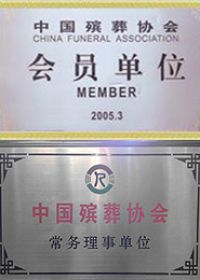 中国殡葬协会
CHINA FUNERAL ASSOCIATION
会员单位
MEMBER
2005.3
中国殡葬协会
常务理事单位